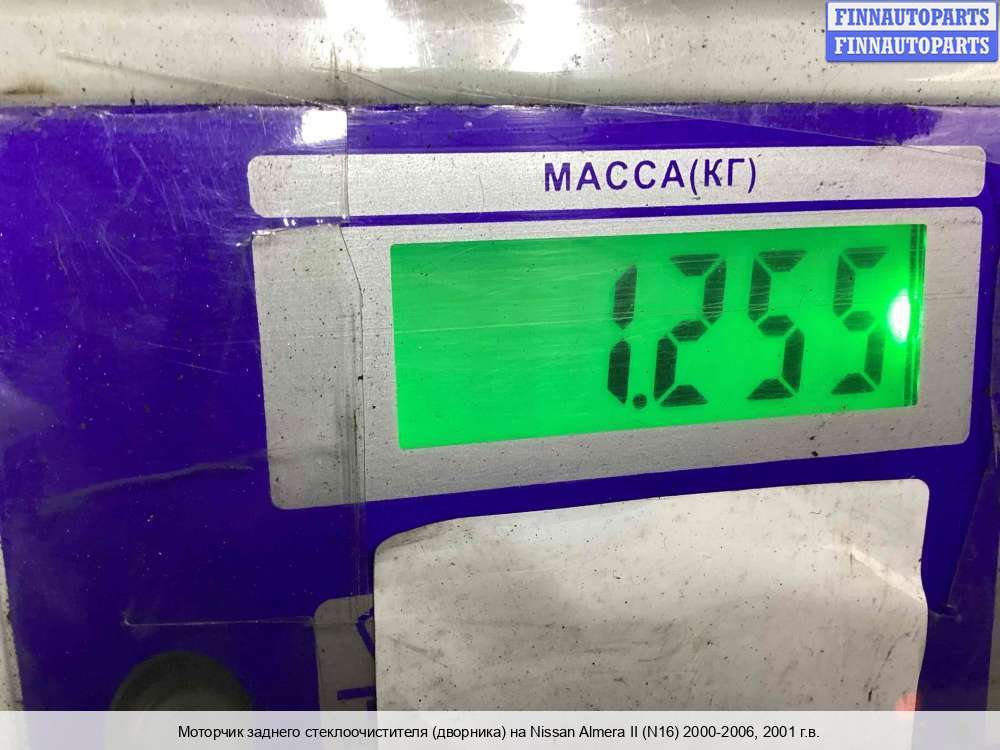 FINNAUTOPARTS
FINNAUTOPARTS
МАССА(КГ)
1.255
Моторчик заднего стеклоочистителя (дворника) на Nissan Almera II (N16) 2000-2006, 2001 г.в.